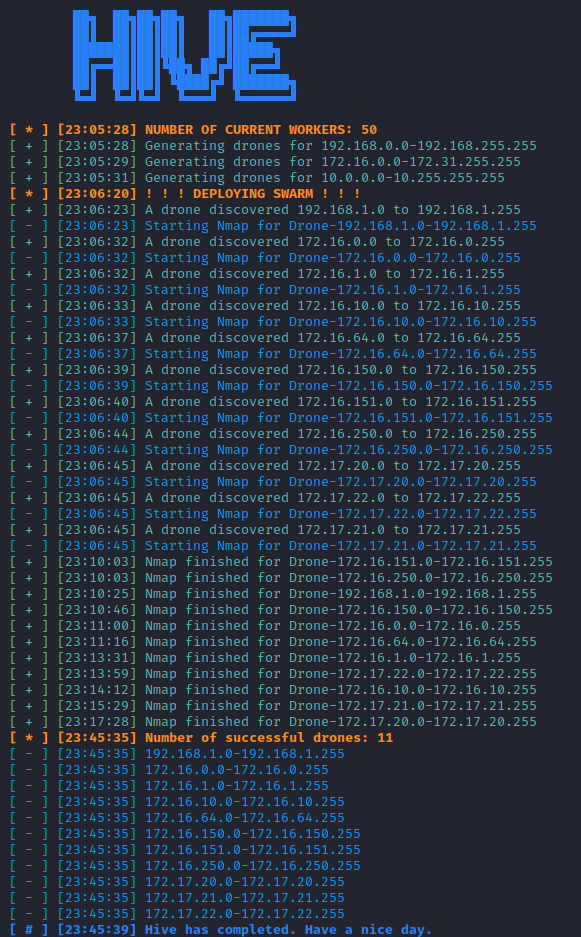 HIVE
[ * ] [23:05:28] NUMBER OF CURRENT WORKERS: 50
[ + ] [23:05:28] Generating drones for 192.168.0.0-192.168.255.255
[ + ] [23:05:29] Generating drones for 172.16.0.0-172.31.255.255
[ + ] [23:05:31] Generating drones for 10.0.0.0-10.255.255.255
[ * ] [23:06:20] ! ! ! DEPLOYING SWARM ! ! !
[ + ] [23:06:23] A drone discovered 192.168.1.0 to 192.168.1.255
[ - ] [23:06:23] Starting Nmap for Drone-192.168.1.0-192.168.1.255
[ + ] [23:06:32] A drone discovered 172.16.0.0 to 172.16.0.255
[ - ] [23:06:32] Starting Nmap for Drone-172.16.0.0-172.16.0.255
[ + ] [23:06:32] A drone discovered 172.16.1.0 to 172.16.1.255
[ - ] [23:06:32] Starting Nmap for Drone-172.16.1.0-172.16.1.255
[ + ] [23:06:33] A drone discovered 172.16.10.0 to 172.16.10.255
[ - ] [23:06:33] Starting Nmap for Drone-172.16.10.0-172.16.10.255
[ + ] [23:06:37] A drone discovered 172.16.64.0 to 172.16.64.255
[ - ] [23:06:37] Starting Nmap for Drone-172.16.64.0-172.16.64.255
[ + ] [23:06:39] A drone discovered 172.16.150.0 to 172.16.150.255
[ - ] [23:06:39] Starting Nmap for Drone-172.16.150.0-172.16.150.255
[ + ] [23:06:40] A drone discovered 172.16.151.0 to 172.16.151.255
[ - ] [23:06:40] Starting Nmap for Drone-172.16.151.0-172.16.151.255
[ + ] [23:06:44] A drone discovered 172.16.250.0 to 172.16.250.255
[ - ] [23:06:44] Starting Nmap for Drone-172.16.250.0-172.16.250.255
[ + ] [23:06:45] A drone discovered 172.17.20.0 to 172.17.20.255
[ - ] [23:06:45] Starting Nmap for Drone-172.17.20.0-172.17.20.255
[ + ] [23:06:45] A drone discovered 172.17.22.0 to 172.17.22.255
[ - ] [23:06:45] Starting Nmap for Drone-172.17.22.0-172.17.22.255
[ + ] [23:06:45] A drone discovered 172.17.21.0 to 172.17.21.255
[ - ] [23:06:45] Starting Nmap for Drone-172.17.21.0-172.17.21.255
[ + ] [23:10:03] Nmap finished for Drone-172.16.151.0-172.16.151.255
[ + ] [23:10:03] Nmap finished for Drone-172.16.250.0-172.16.250.255
[ + ] [23:10:25] Nmap finished for Drone-192.168.1.0-192.168.1.255
[ + ] [23:10:46] Nmap finished for Drone-172.16.150.0-172.16.150.255
[ + ] [23:11:00] Nmap finished for Drone-172.16.0.0-172.16.0.255
[ + ] [23:11:16] Nmap finished for Drone-172.16.64.0-172.16.64.255
[ + ] [23:13:31] Nmap finished for Drone-172.16.1.0-172.16.1.255
[ + ] [23:13:59] Nmap finished for Drone-172.17.22.0-172.17.22.255
[ + ] [23:14:12] Nmap finished for Drone-172.16.10.0-172.16.10.255
[ + ] [23:15:29] Nmap finished for Drone-172.17.21.0-172.17.21.255
[ + ] [23:17:28] Nmap finished for Drone-172.17.20.0-172.17.20.255
[ * ] [23:45:35] Number of successful drones: 11
[ - ] [23:45:35] 192.168.1.0-192.168.1.255
[ - ] [23:45:35] 172.16.0.0-172.16.0.255
[ - ] [23:45:35] 172.16.1.0-172.16.1.255
[ - ] [23:45:35] 172.16.10.0-172.16.10.255
[ - ] [23:45:35] 172.16.64.0-172.16.64.255
[ - ] [23:45:35] 172.16.150.0-172.16.150.255
[ - ] [23:45:35] 172.16.151.0-172.16.151.255
[ - ] [23:45:35] 172.16.250.0-172.16.250.255
[ - ] [23:45:35] 172.17.20.0-172.17.20.255
[ - ] [23:45:35] 172.17.21.0-172.17.21.255
[ - ] [23:45:35] 172.17.22.0-172.17.22.255
[ # ] [23:45:39] Hive has completed. Have a nice day.